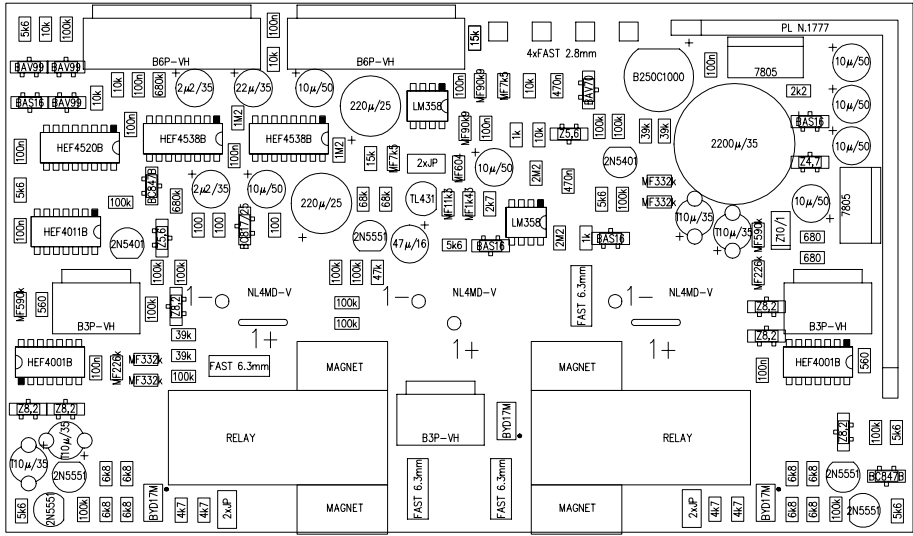 5k6 10k 100k B6P-VH 100n B6P-VH 15k 4xFAST 2.8mm PL N.1777
BAV99 BAV99 10k 100n 680k 10k 100n B250C1000 100n 7805 10µ/50
BAS16 BAV99 10k 2µ2/35 22µ/35 10µ/50 220µ/25 LM358 100n MF90k9 MF7k5 10k 470n BAV70 2k2 10µ/50
100n HEF4520B 100n HEF4538B 1M2 HEF4538B MF90k9 100n 1k 10k Z5,6 100k 100k 39k 39k 2200µ/35 BAS16 10µ/50
100n 1M2 15k MF7k5 2xJP MF604 10µ/50 2M2 470n 2N5401 Z4,7
5k6 BC847B 2µ2/35 10µ/50 TL431 MF332k 7805
100k 680k 220µ/25 68k 68k MF11k3 MF1k43 2k7 5k6 100k MF332k 10µ/50
100n HEF4011B 100 100 BC817/25 100 LM358 T10µ/35 T10µ/35 MF590k Z10/1 680
2N5401 Z5,6 2N5551 47µ/16 5k6 BAS16 2M2 1k BAS16 680
100k 100k 100k 100k 47k FAST 6.3mm MF226k
MF590k 560 B3P-VH 100k Z8,2 1- NL4MD-V 100k 1- NL4MD-V 1- NL4MD-V Z8,2 B3P-VH
100k
39k 1+ 1+ 1+ Z8,2
HEF4001B 100n MF226k MF332k 39k FAST 6.3mm MAGNET MAGNET 100n HEF4001B 560
MF332k 100k
Z8,2 Z8,2 RELAY B3P-VH BYD17M RELAY Z8,2 100k 5k6
T10µ/35 T10µ/35
2N5551 6k8 6k8 FAST 6.3mm FAST 6.3mm 6k8 6k8 2N5551 BC847B
5k6 2N5551 100k 6k8 6k8 BYD17M 4k7 4k7 2xJP MAGNET MAGNET 2xJP 4k7 4k7 BYD17M 6k8 6k8 2N5551 5k6